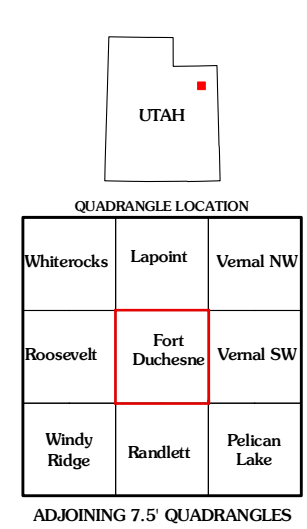 UTAH
QUADRANGLE LOCATION
Whiterocks
Lapoint
Vernal NW
Roosevelt
Fort
Duchesne
Vernal SW
Windy
Ridge
Randlett
Pelican
Lake
ADJOINING 7.5' QUADRANGLES